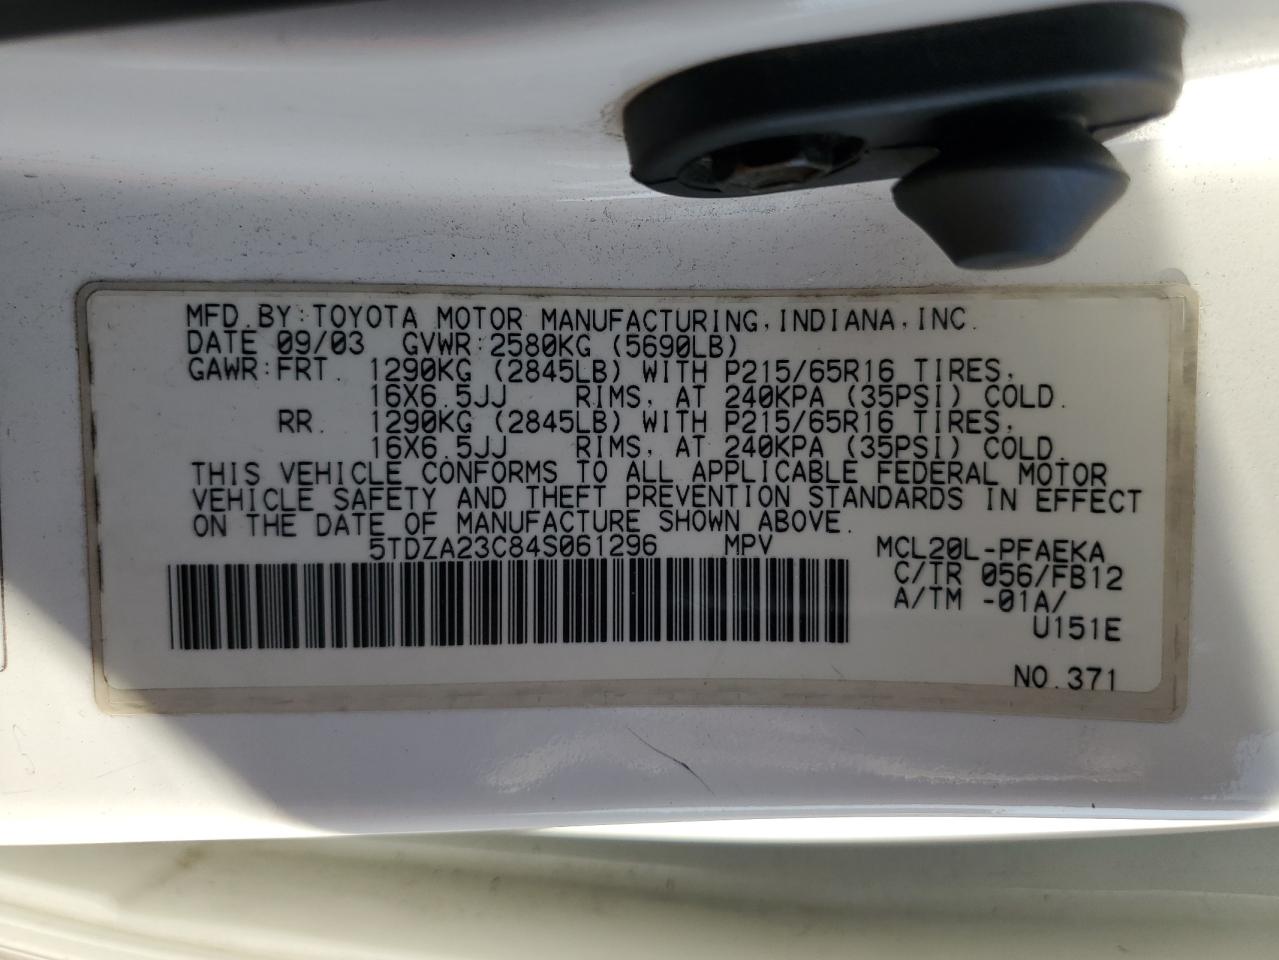 MFD. BY: TOYOTA MOTOR MANUFACTURING, INDIANA, INC.
DATE 09/03 GVWR: 2580KG (5690LB)
GAWR: FRT. 1290KG (2845LB) WITH P215/65R16 TIRES,
16X6.5JJ RIMS, AT 240KPA (35PSI) COLD.
RR. 1290KG (2845LB) WITH P215/65R16 TIRES,
16X6.5JJ RIMS, AT 240KPA (35PSI) COLD.
THIS VEHICLE CONFORMS TO ALL APPLICABLE FEDERAL MOTOR
VEHICLE SAFETY AND THEFT PREVENTION STANDARDS IN EFFECT
ON THE DATE OF MANUFACTURE SHOWN ABOVE.
5TDZA23C84S061296 MPV MCL20L-PFAEKA
C/TR 056/FB12
A/TM -01A/
U151E
NO. 371